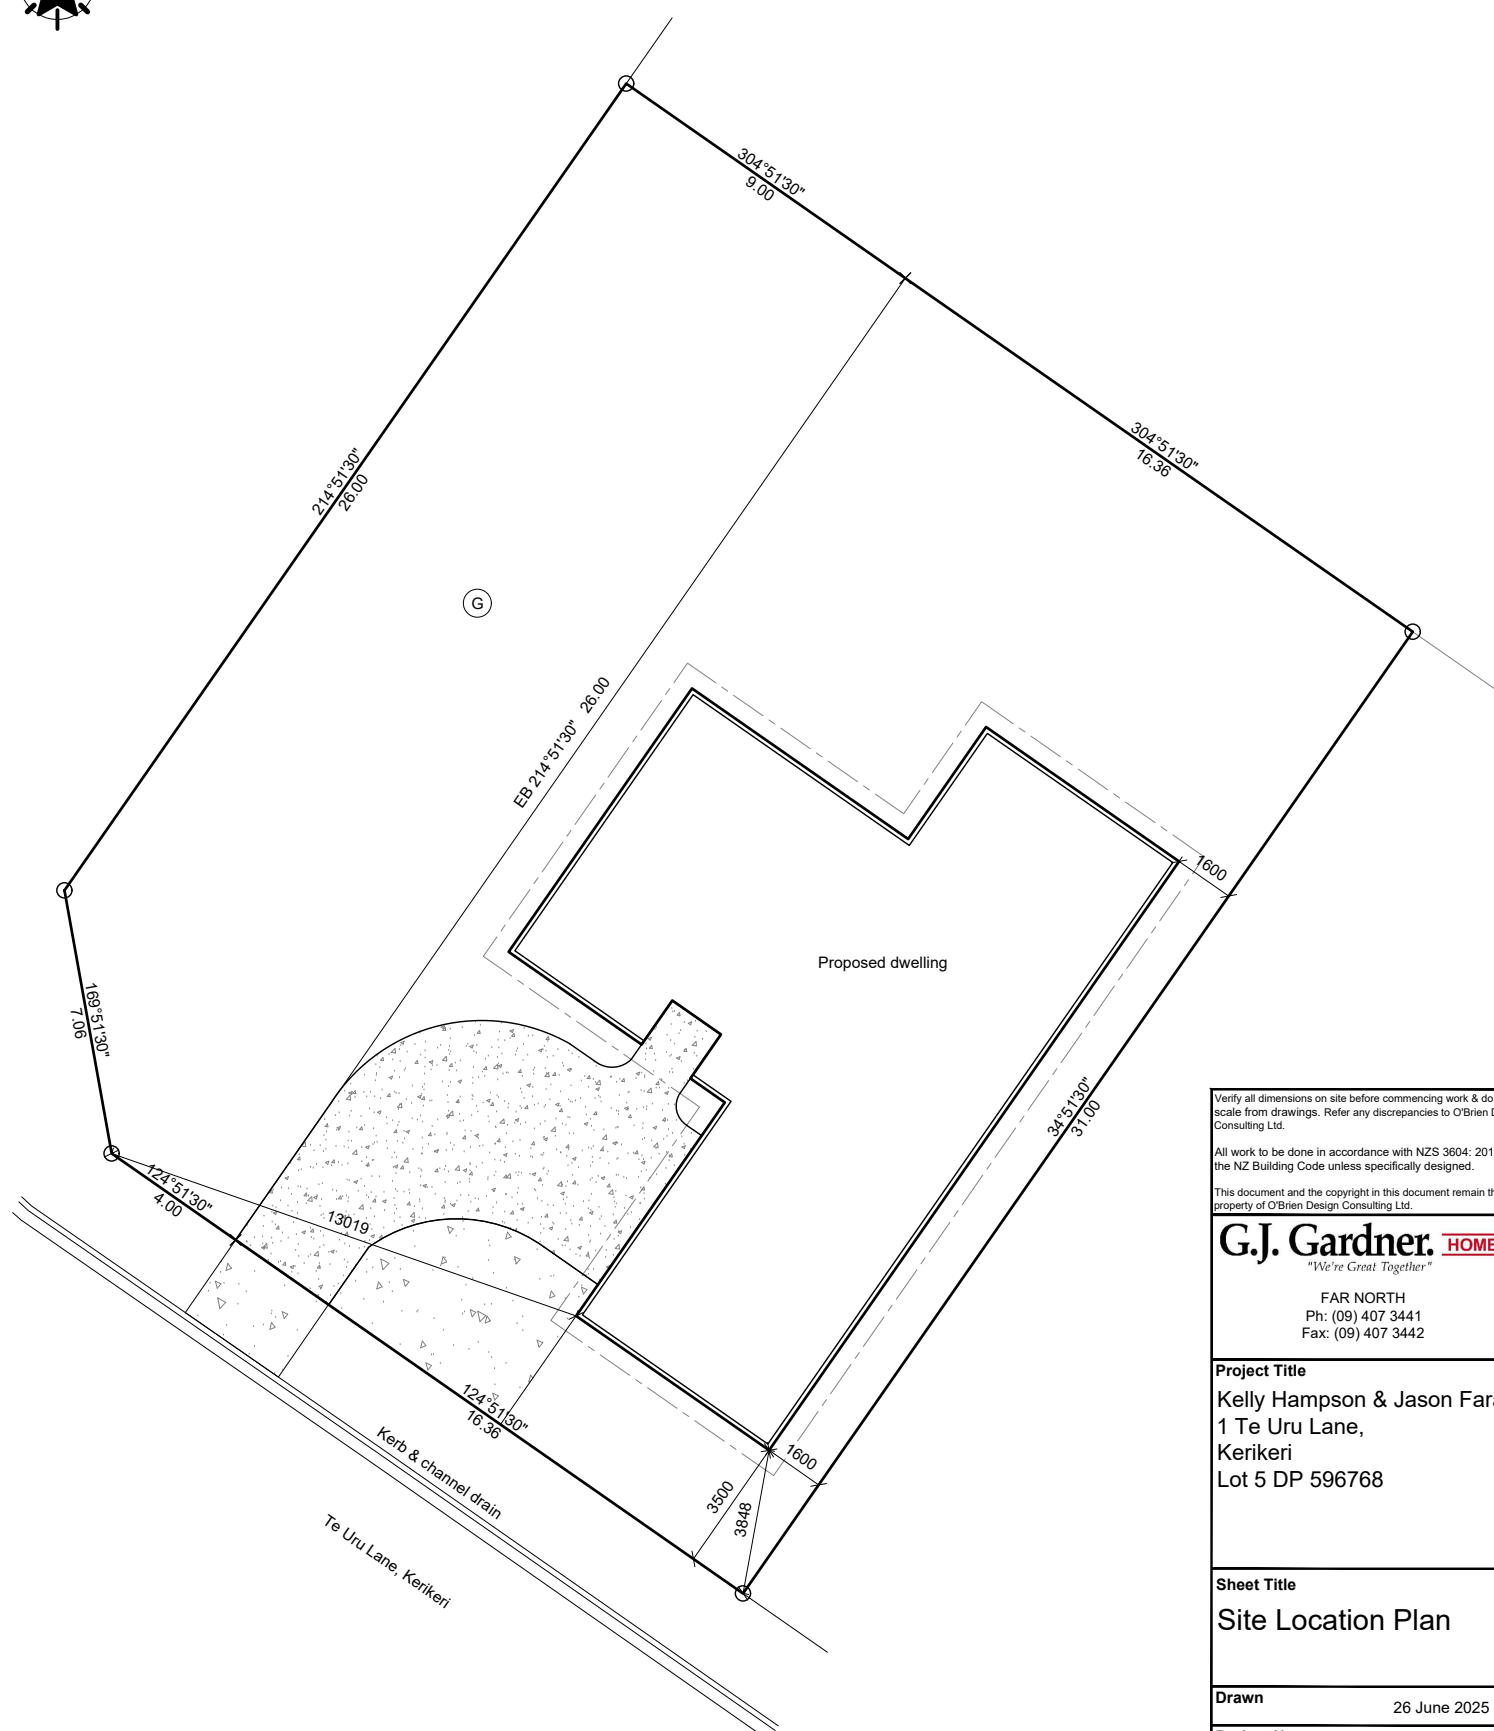 304°51'30"
9.00
304°51'30"
16.36
214°51'30"
26.00
G
EB 214°51'30" 26.00
1600
Proposed dwelling
169°51'30"
7.06
34°51'30"
31.00
124°51'30"
4.00
13019
124°51'30"
16.36
1600
3500
3848
Kerb & channel drain
Te Uru Lane, Kerikeri
Verify all dimensions on site before commencing work & do
scale from drawings. Refer any discrepancies to O'Brien
Consulting Ltd.
All work to be done in accordance with NZS 3604:
the NZ Building Code unless specifically designed.
This document and the copyright in this document remain
property of O'Brien Design Consulting Ltd.
G.J. Gardner. HOME
"We're Great Together"
FAR NORTH
Ph: (09) 407 3441
Fax: (09) 407 3442
Project Title
Kelly Hampson & Jason
1 Te Uru Lane,
Kerikeri
Lot 5 DP 596768
Sheet Title
Site Location Plan
Drawn 26 June 2025